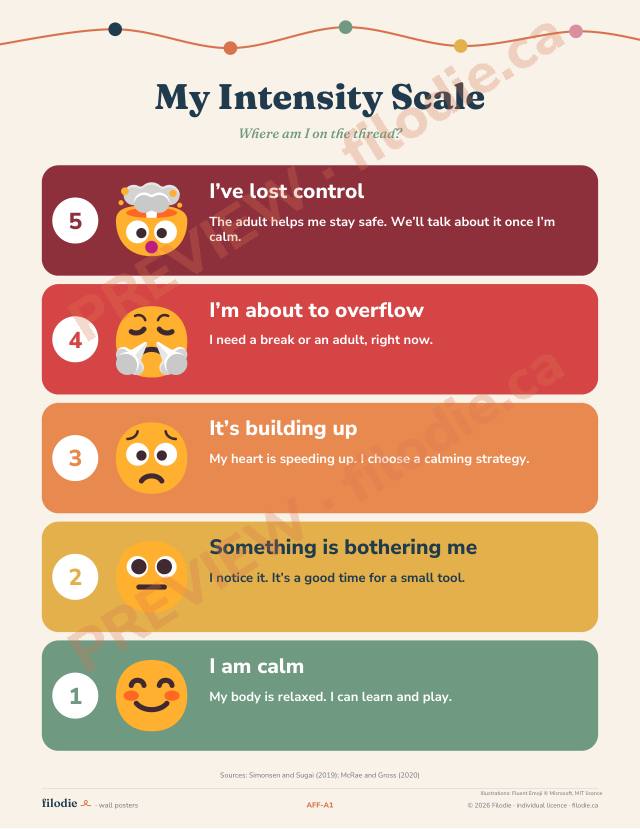 My Intensity Scale
Where am I on the thread?
5
I’ve lost control
The adult helps me stay safe. We’ll talk about it once I’m
calm.
4
I’m about to overflow
I need a break or an adult, right now.
3
It’s building up
My heart is speeding up. I choose a calming strategy.
2
Something is bothering me
I notice it. It’s a good time for a small tool.
1
I am calm
My body is relaxed. I can learn and play.
PREVIEW · filodie.ca
PREVIEW · filodie.ca
Sources: Simonsen and Sugai (2019); McRae and Gross (2020)
Illustrations: Fluent Emoji © Microsoft, MIT licence
filodie · wall posters
AFF-A1
© 2026 Filodie · individual licence · filodie.ca